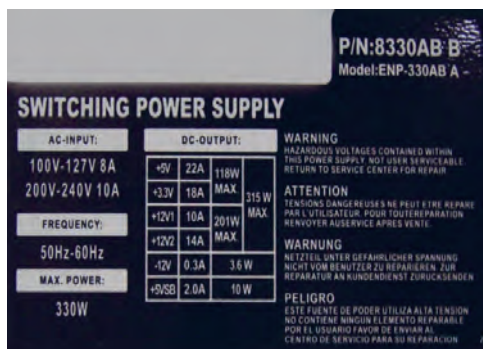 P/N:8330AB B
Model:ENP-330AB A -
SWITCHING POWER SUPPLY
AC-INPUT:
100V-127V 8A
200V-240V 10A
FREQUENCY:
50Hz-60Hz
MAX. POWER:
330W
DC-OUTPUT:
+5V 22A 118W MAX.
+3.3V 18A
315 W MAX.
+12V1 10A 201W MAX.
+12V2 14A
-12V 0.3A 3.6 W
+5VSB 2.0A 10 W
WARNING
HAZARDOUS VOLTAGES CONTAINED WITHIN
THIS POWER SUPPLY. NOT USER SERVICEABLE.
RETURN TO SERVICE CENTER FOR REPAIR
ATTENTION
TENSIONS DANGEREUSES NE PEUT ETRE REPARE
PAR L'UTILISATEUR. POUR TOUTEREPARATION
RENVOYER AUSERVICE APRES VENTE.
WARNUNG
NETZTEIL UNTER GEFAHRLICHER SPANNUNG
NICHT VOM BENUTZER ZU REPARIEREN. ZUR
REPARATUR AN KUNDENDIENST ZURUCKSENDEN
PELIGRO
ESTE FUENTE DE PODER UTILIZA ALTA TENSION
NO CONTIENE NINGUN ELEMENTO REPARABLE
POR EL USUARIO FAVOR DE ENVIAR AL
CENTRO DE SERVICIO PARA SU REPARACION